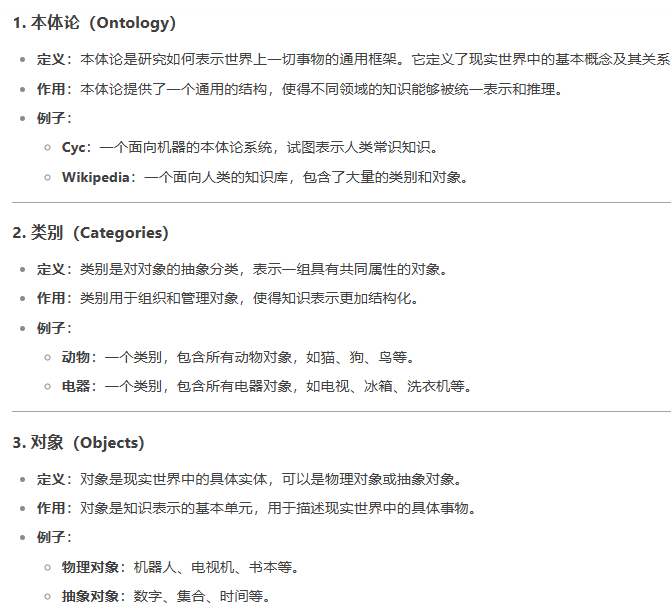 1. 本体论（Ontology）
定义：本体论是研究如何表示世界上一切事物的通用框架。它定义了现实世界中的基本概念及其关系
作用：本体论提供了一个通用的结构，使得不同领域的知识能够被统一表示和推理。
例子：
Cyc：一个面向机器的本体论系统，试图表示人类常识知识。
Wikipedia：一个面向人类的知识库，包含了大量的类别和对象。
2. 类别（Categories）
定义：类别是对对象的抽象分类，表示一组具有共同属性的对象。
作用：类别用于组织和管理对象，使得知识表示更加结构化。
例子：
动物：一个类别，包含所有动物对象，如猫、狗、鸟等。
电器：一个类别，包含所有电器对象，如电视、冰箱、洗衣机等。
3. 对象（Objects）
定义：对象是现实世界中的具体实体，可以是物理对象或抽象对象。
作用：对象是知识表示的基本单元，用于描述现实世界中的具体事物。
例子：
物理对象：机器人、电视机、书本等。
抽象对象：数字、集合、时间等。